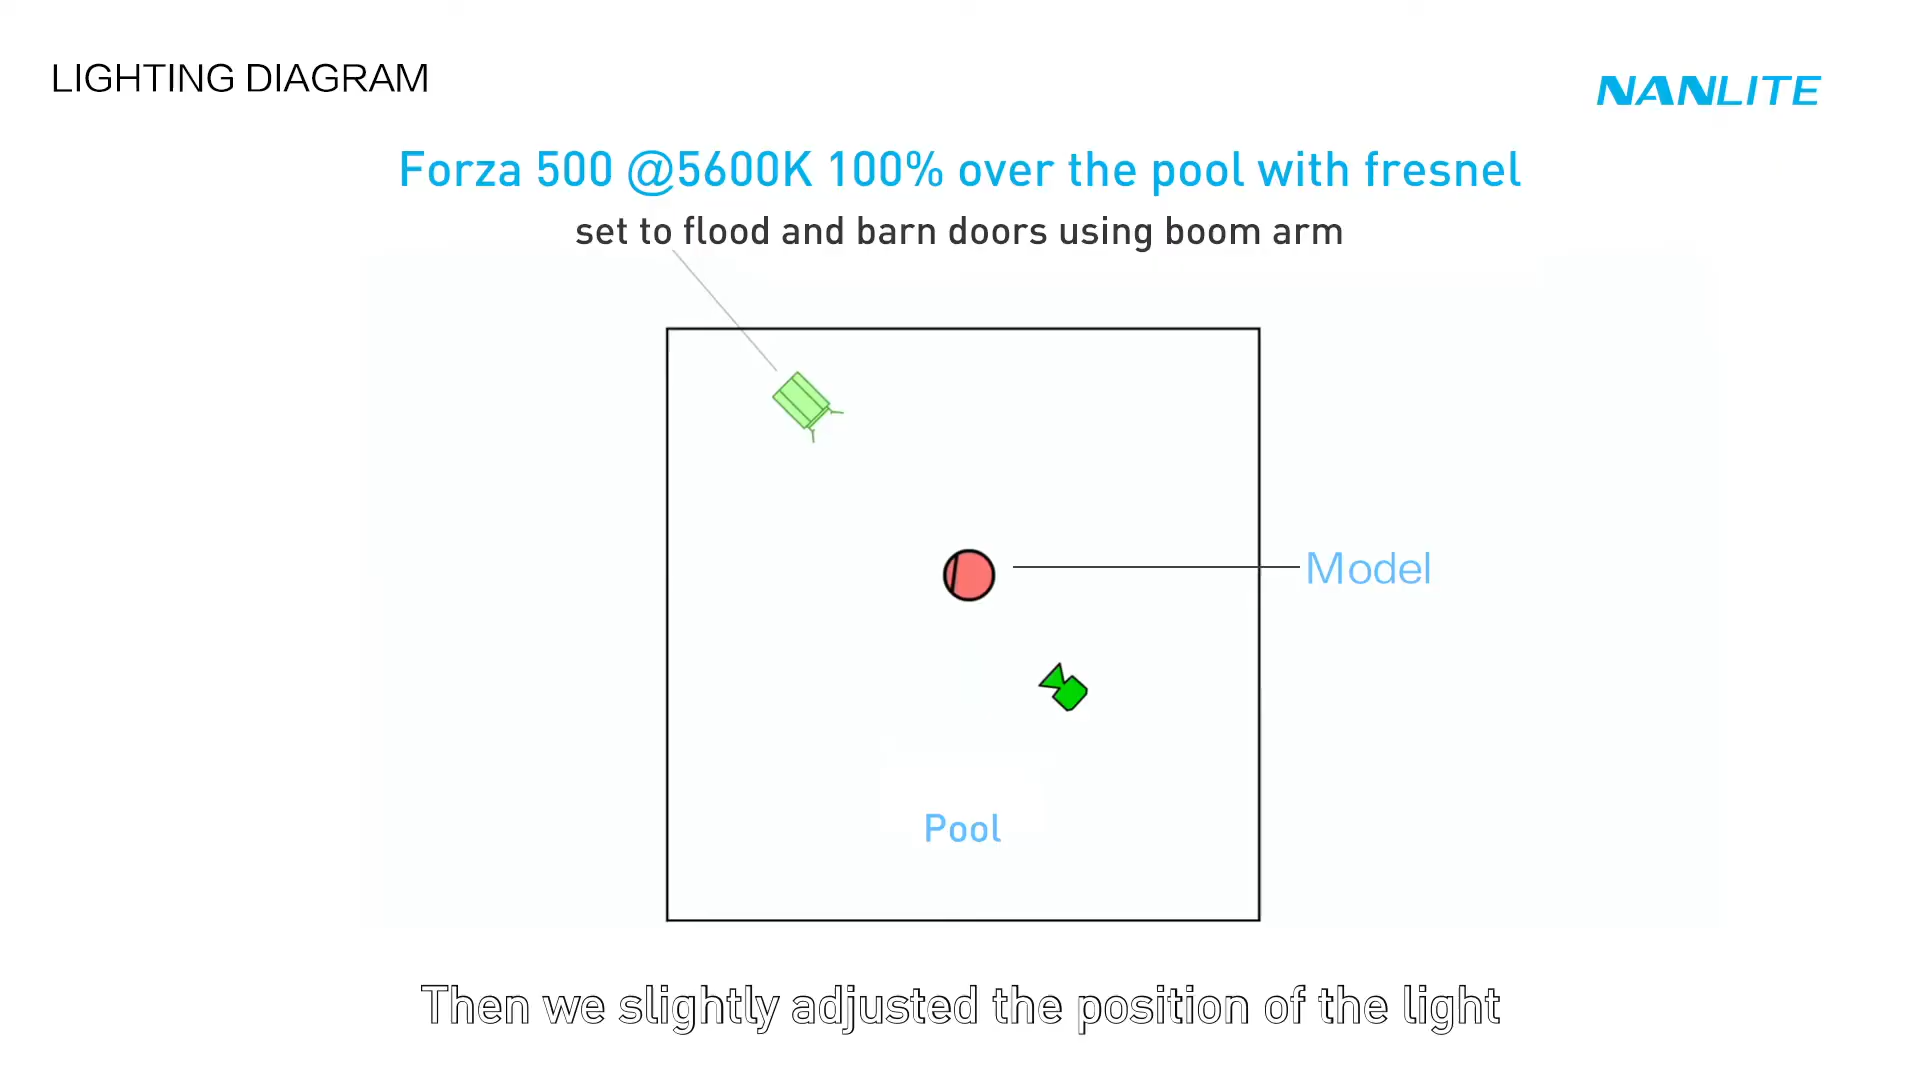 LIGHTING DIAGRAM
NANLITE
Forza 500 @5600K 100% over the pool with fresnel
set to flood and barn doors using boom arm
Model
Pool
Then we slightly adjusted the position of the light